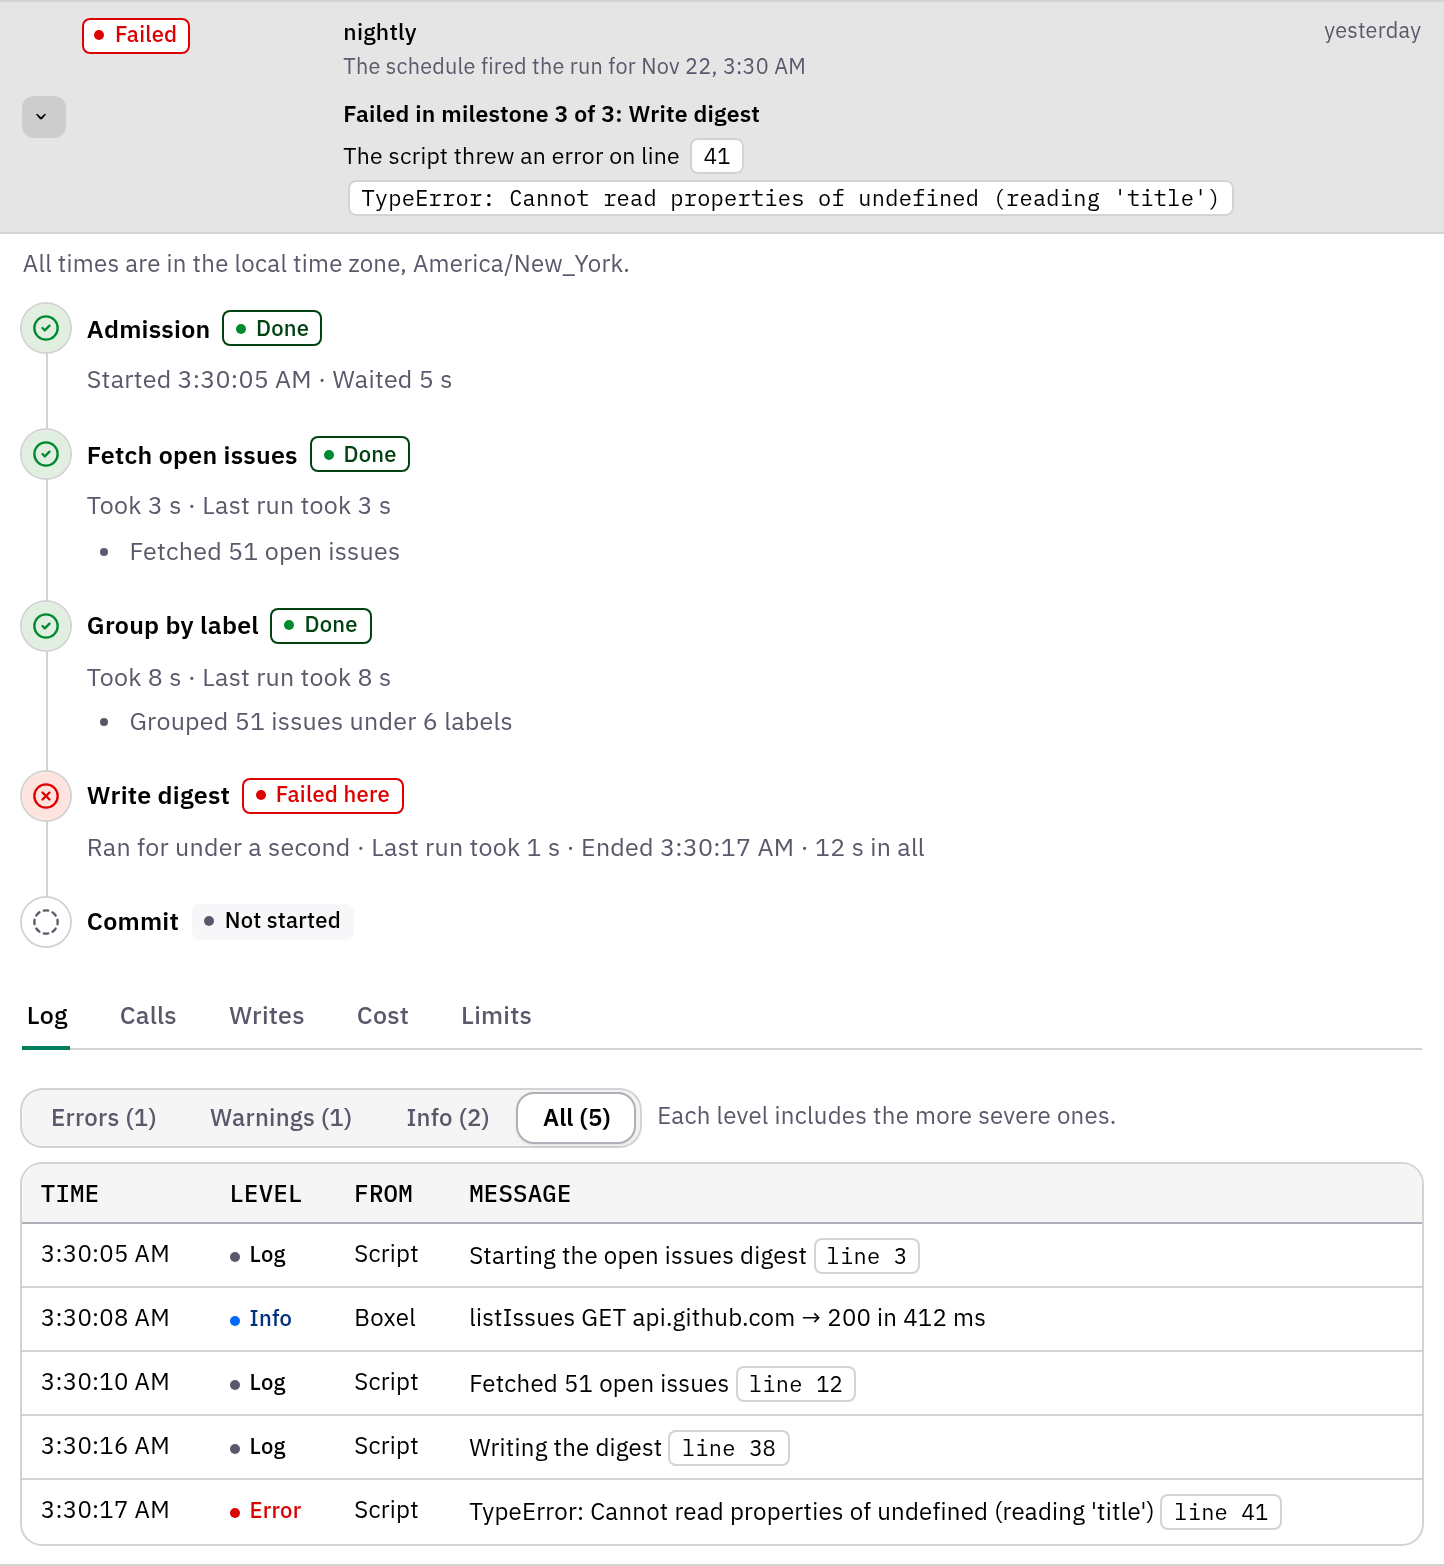 Failed
nightly
yesterday
The schedule fired the run for Nov 22, 3:30 AM
Failed in milestone 3 of 3: Write digest
The script threw an error on line 41
TypeError: Cannot read properties of undefined (reading 'title')
All times are in the local time zone, America/New_York.
Admission Done
Started 3:30:05 AM · Waited 5 s
Fetch open issues Done
Took 3 s · Last run took 3 s
• Fetched 51 open issues
Group by label Done
Took 8 s · Last run took 8 s
• Grouped 51 issues under 6 labels
Write digest Failed here
Ran for under a second · Last run took 1 s · Ended 3:30:17 AM · 12 s in all
Commit Not started
Log Calls Writes Cost Limits
Errors (1) Warnings (1) Info (2) All (5) Each level includes the more severe ones.
TIME LEVEL FROM MESSAGE
3:30:05 AM Log Script Starting the open issues digest line 3
3:30:08 AM Info Boxel listIssues GET api.github.com → 200 in 412 ms
3:30:10 AM Log Script Fetched 51 open issues line 12
3:30:16 AM Log Script Writing the digest line 38
3:30:17 AM Error Script TypeError: Cannot read properties of undefined (reading 'title') line 41